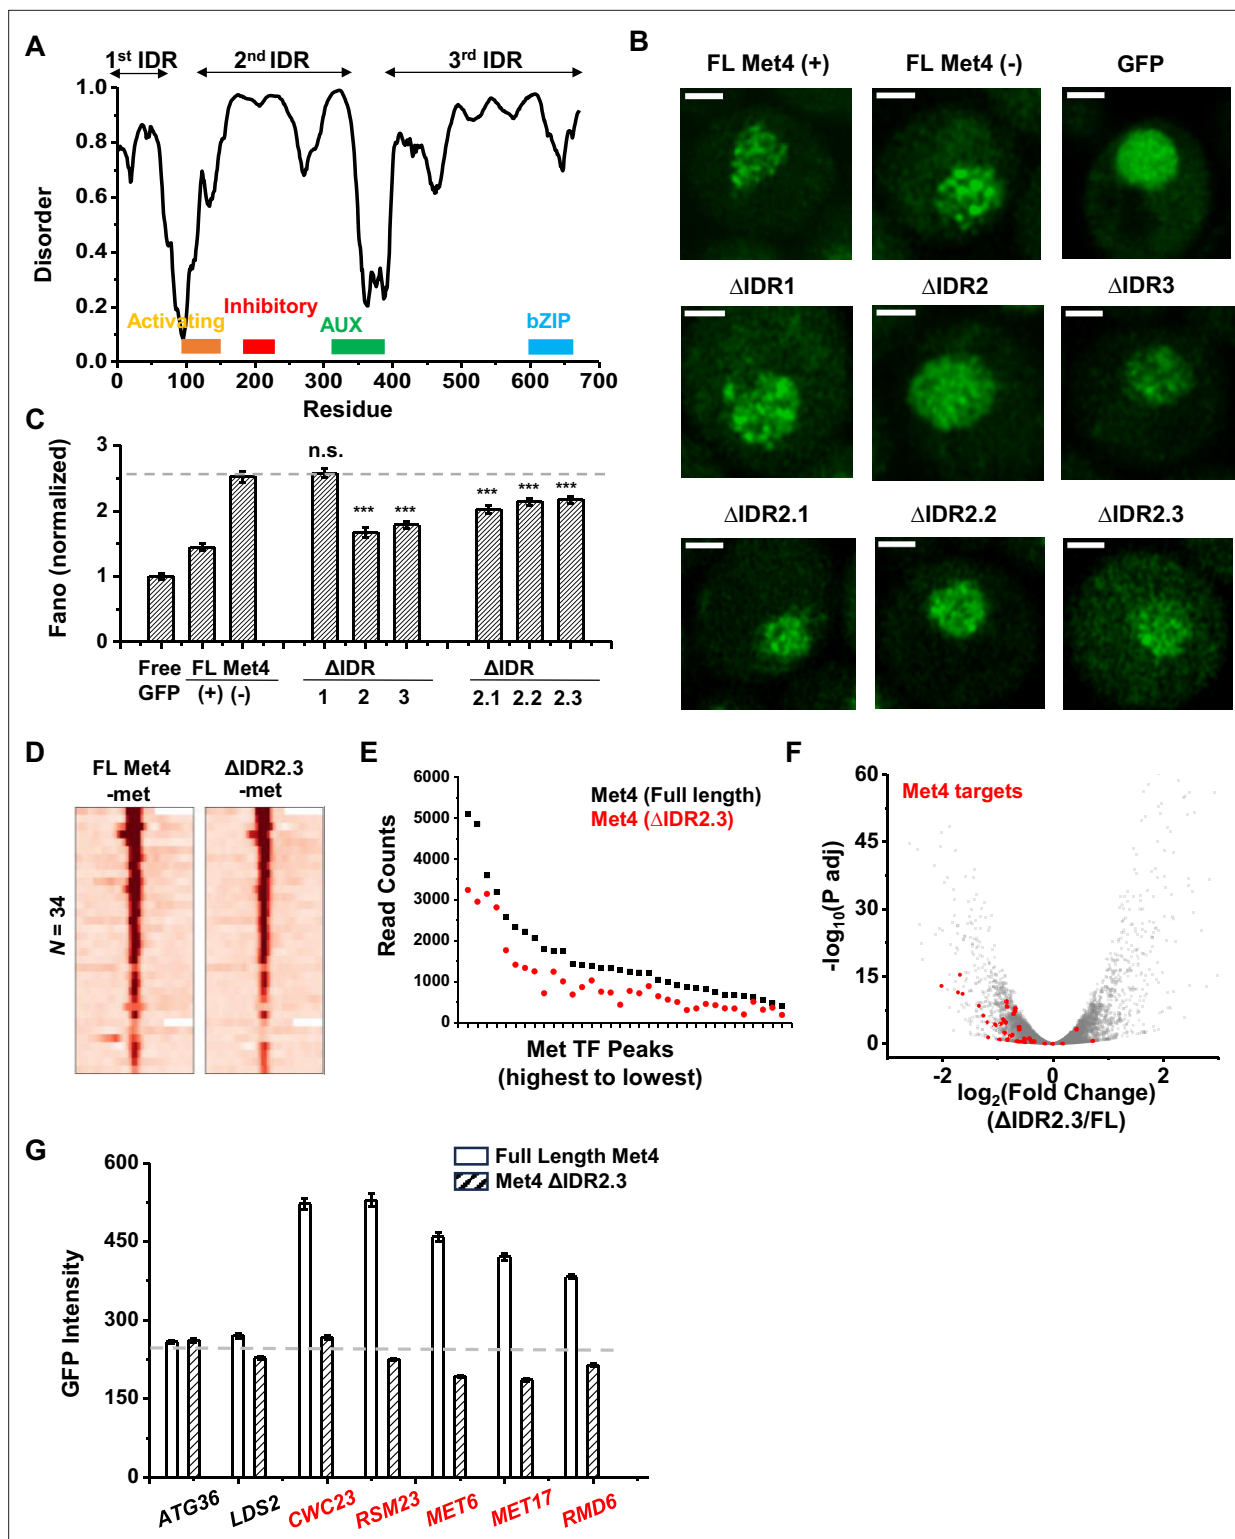 A
1st IDR 2nd IDR 3rd IDR
1.0
0.8
0.6
0.4
0.2
0.0
Disorder
Activating Inhibitory AUX bZIP
0 100 200 300 400 500 600 700
Residue
B
FL Met4 (+) FL Met4 (-) GFP
ΔIDR1 ΔIDR2 ΔIDR3
ΔIDR2.1 ΔIDR2.2 ΔIDR2.3
C
3
2
1
0
Fano (normalized)
n.s.
*** *** *** *** ***
Free FL Met4 ΔIDR ΔIDR
GFP (+) (-) 1 2 3 2.1 2.2 2.3
D
FL Met4 ΔIDR2.3
-met -met
N = 34
E
6000
5000
4000
3000
2000
1000
0
Read Counts
Met4 (Full length)
Met4 (ΔIDR2.3)
Met TF Peaks
(highest to lowest)
F
60
45
30
15
0
-log10(P adj)
Met4 targets
-2 0 2
log2(Fold Change)
(ΔIDR2.3/FL)
G
600
450
300
150
0
GFP Intensity
Full Length Met4
Met4 ΔIDR2.3
ATG36 LDS2 CWC23 RSM23 MET6 MET17 RMD6